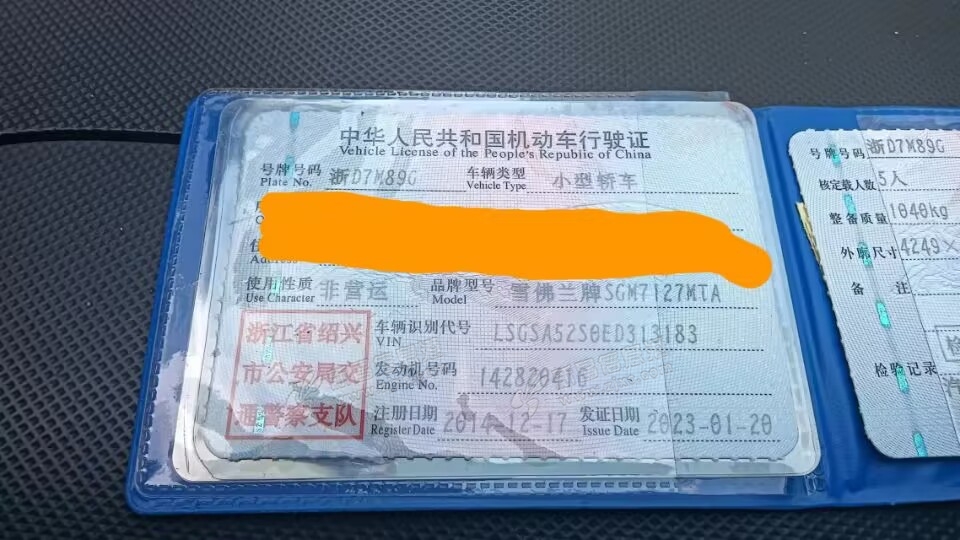 中华人民共和国机动车行驶证
Vehicle License of the People's Republic of China
号牌号码 浙D7M89G 车辆类型 小型轿车
Plate No. Vehicle Type
使用性质 非营运 品牌型号 雪佛兰牌SGM7127MTA
Use Character Model
浙江省绍兴
市公安局交
通警察支队
车辆识别代号 LSGSA52S0ED313183
VIN
发动机号码 142820416
Engine No.
注册日期 2014-12-17 发证日期 2023-01-20
Register Date Issue Date
号牌号码 浙D7M89G
核定载人数 5人
整备质量 1040kg
外廓尺寸 4249×
备 注
检验记录